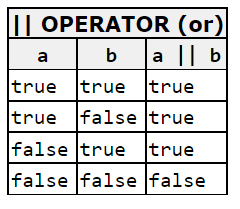 || OPERATOR (or)
a b a || b
true true true
true false true
false true true
false false false